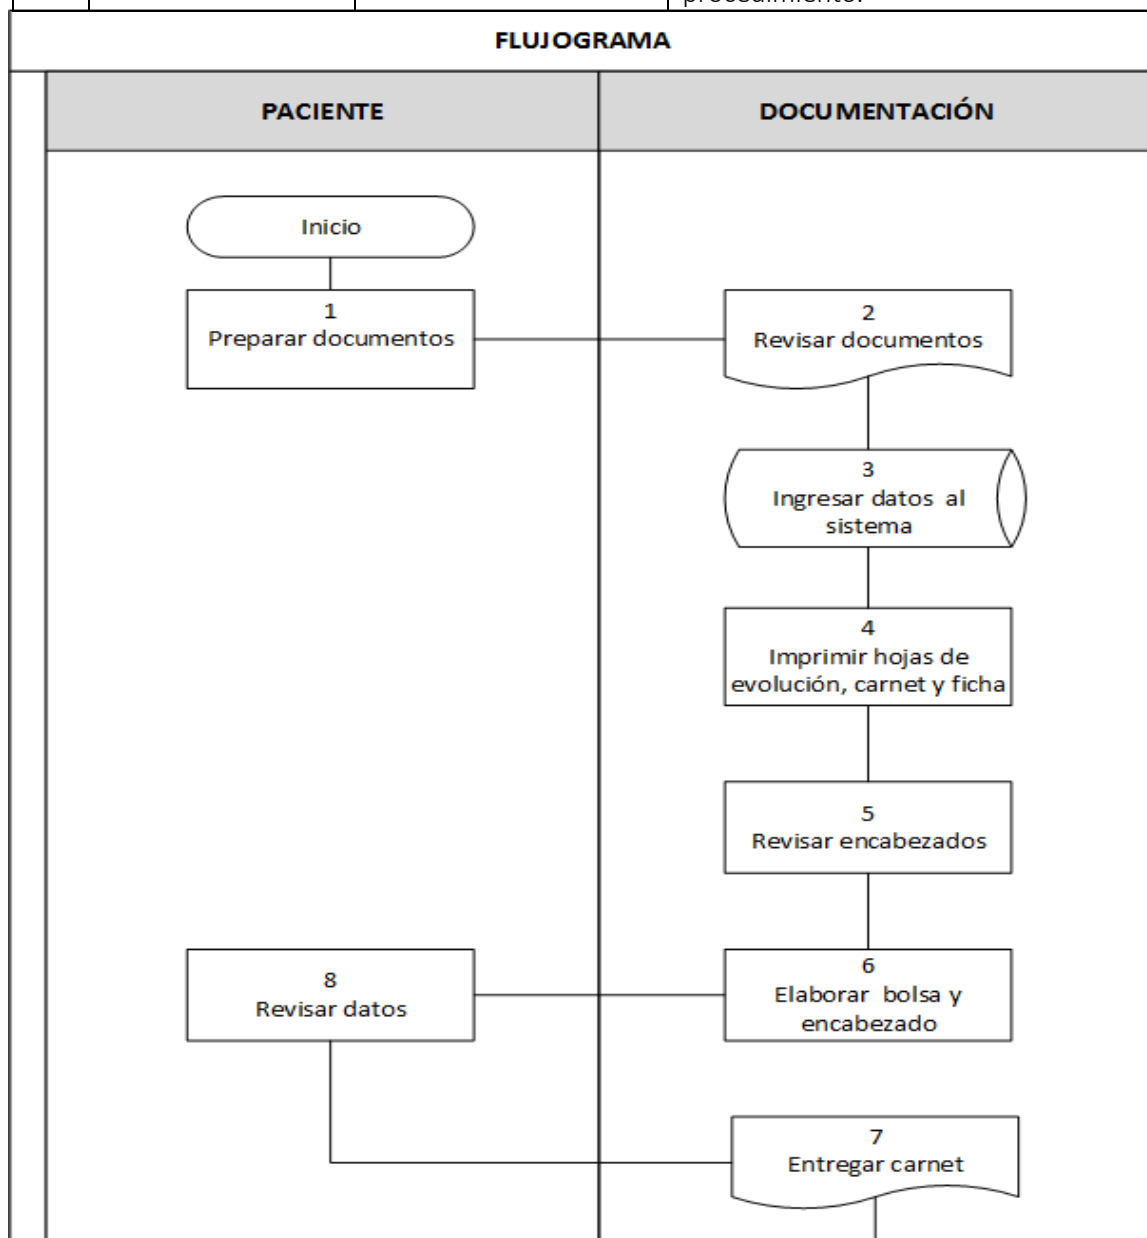 procedimiento.
FLUJOGRAMA
PACIENTE
DOCUMENTACIÓN
Inicio
1
Preparar documentos
2
Revisar documentos
3
Ingresar datos al
sistema
4
Imprimir hojas de
evolución, carnet y ficha
5
Revisar encabezados
6
Elaborar bolsa y
encabezado
8
Revisar datos
7
Entregar carnet